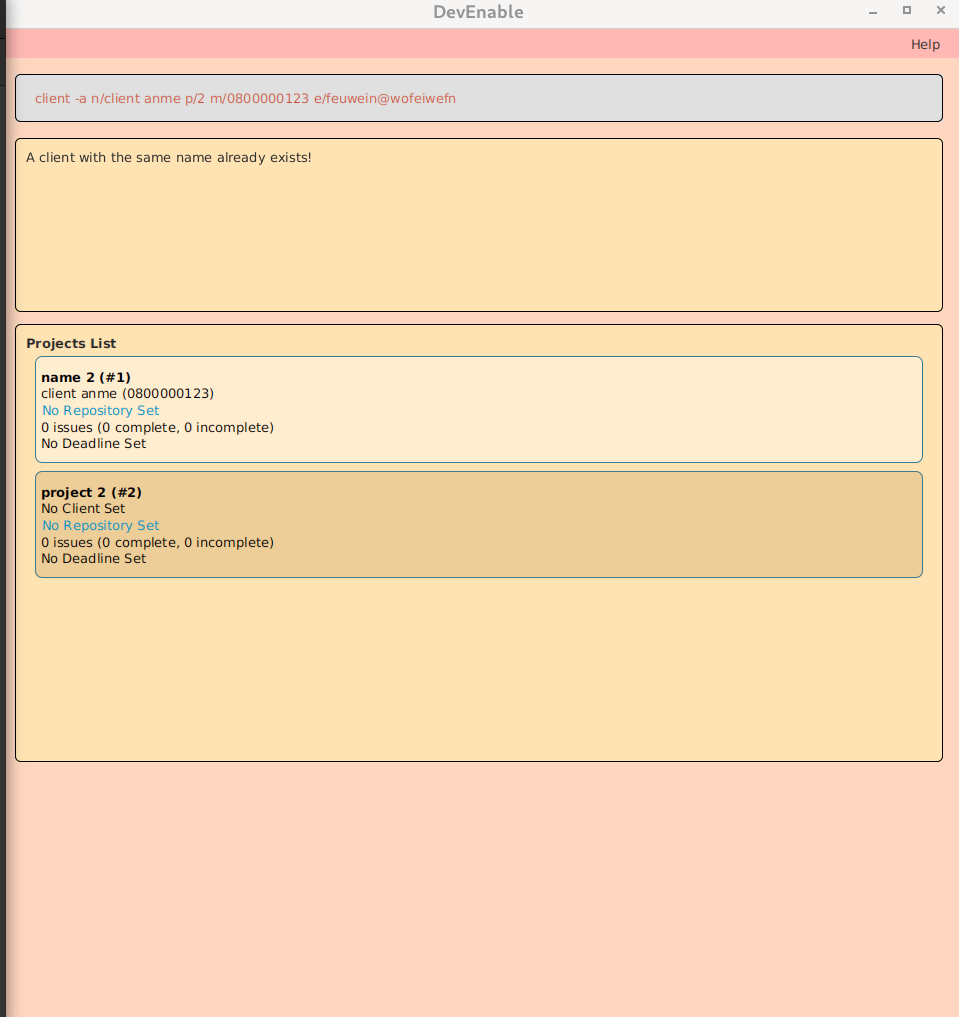 DevEnable
Help
client -a n/client anme p/2 m/0800000123 e/feuwein@wofeiwefn
A client with the same name already exists!
Projects List
name 2 (#1)
client anme (0800000123)
No Repository Set
0 issues (0 complete, 0 incomplete)
No Deadline Set
project 2 (#2)
No Client Set
No Repository Set
0 issues (0 complete, 0 incomplete)
No Deadline Set